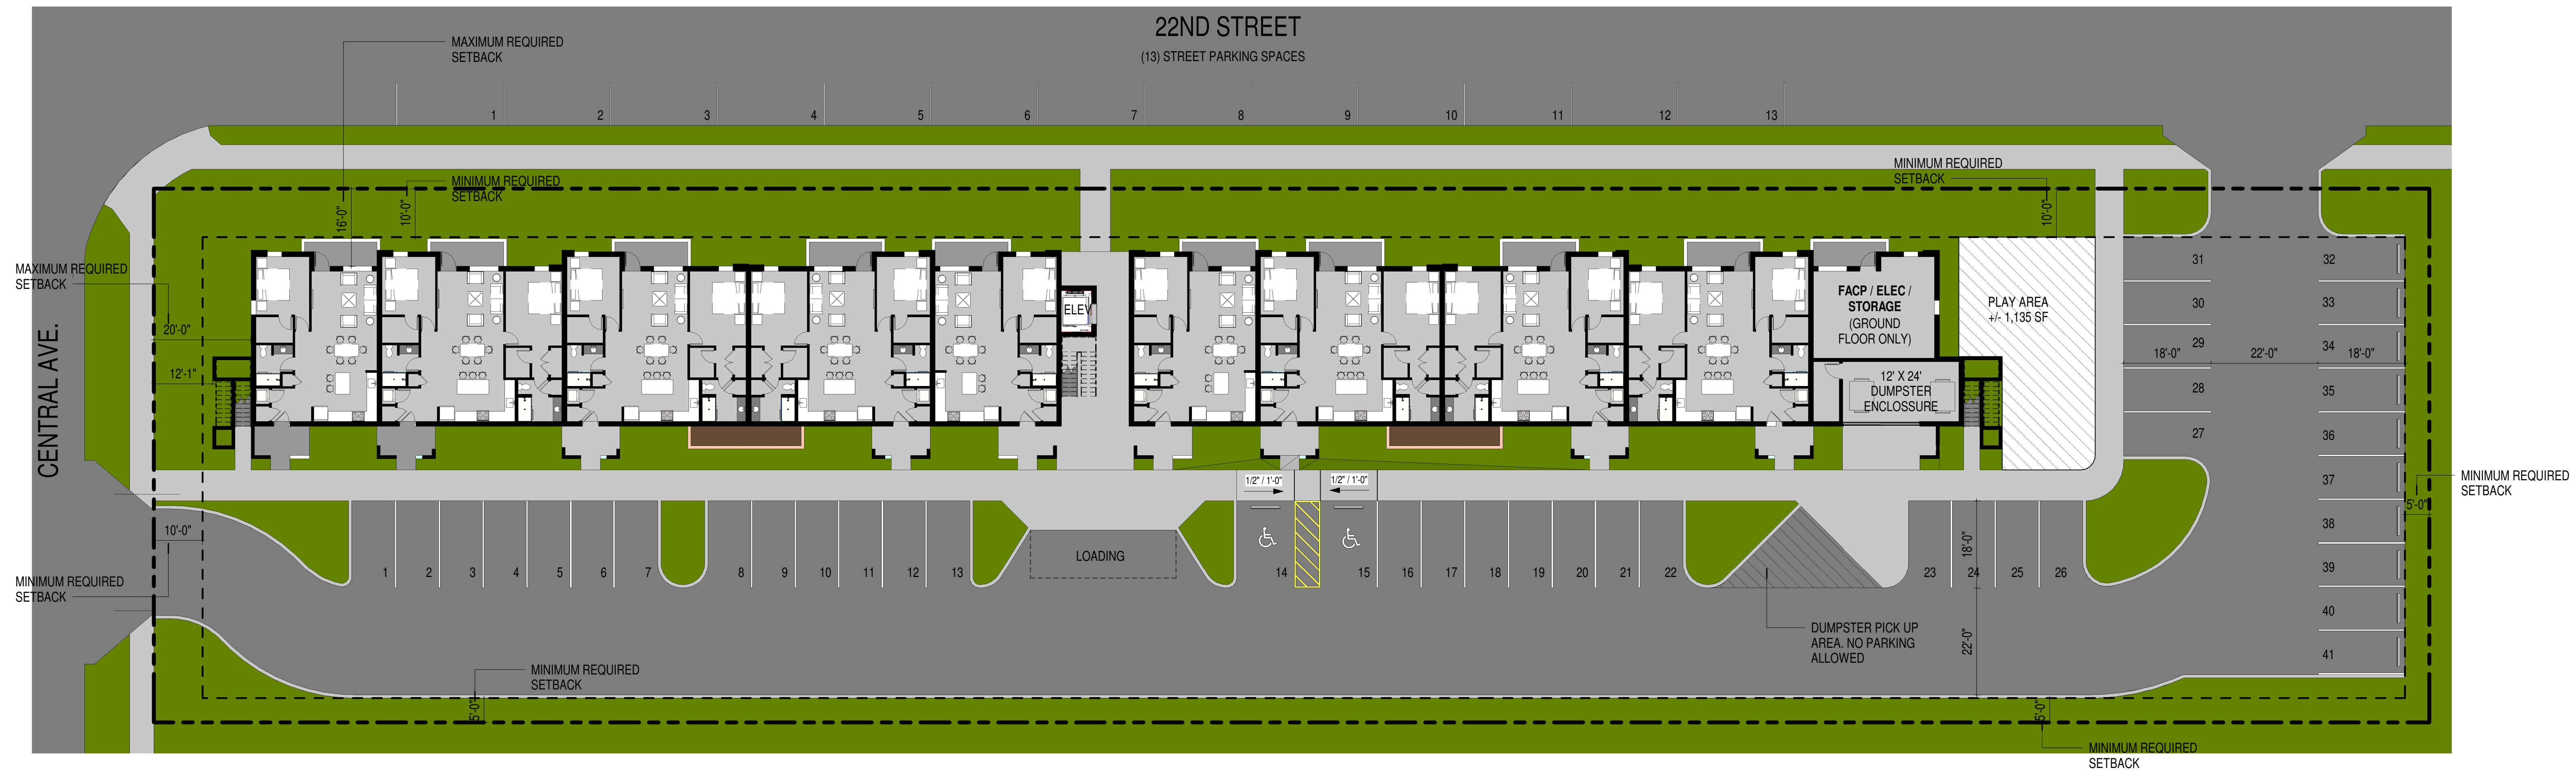 22ND STREET
(13) STREET PARKING SPACES
MAXIMUM REQUIRED
SETBACK
1
2
3
4
5
6
7
8
9
10
11
12
13
MINIMUM REQUIRED
SETBACK
MINIMUM REQUIRED
SETBACK
16'-0"
10'-0"
10'-0"
MAXIMUM REQUIRED
SETBACK
CENTRAL AVE.
20'-0"
12'-1"
ELEV
FACP / ELEC /
STORAGE
(GROUND
FLOOR ONLY)
12' X 24'
DUMPSTER
ENCLOSSURE
PLAY AREA
+/- 1,135 SF
31
30
29
28
27
18'-0"
22'-0"
18'-0"
32
33
34
35
36
37
38
39
40
41
MINIMUM REQUIRED
SETBACK
5'-0"
1/2" / 1'-0"
1/2" / 1'-0"
10'-0"
MINIMUM REQUIRED
SETBACK
1
2
3
4
5
6
7
8
9
10
11
12
13
LOADING
14
15
16
17
18
19
20
21
22
23
24
25
26
18'-0"
22'-0"
DUMPSTER PICK UP
AREA. NO PARKING
ALLOWED
MINIMUM REQUIRED
SETBACK
5'-0"
5'-0"
MINIMUM REQUIRED
SETBACK